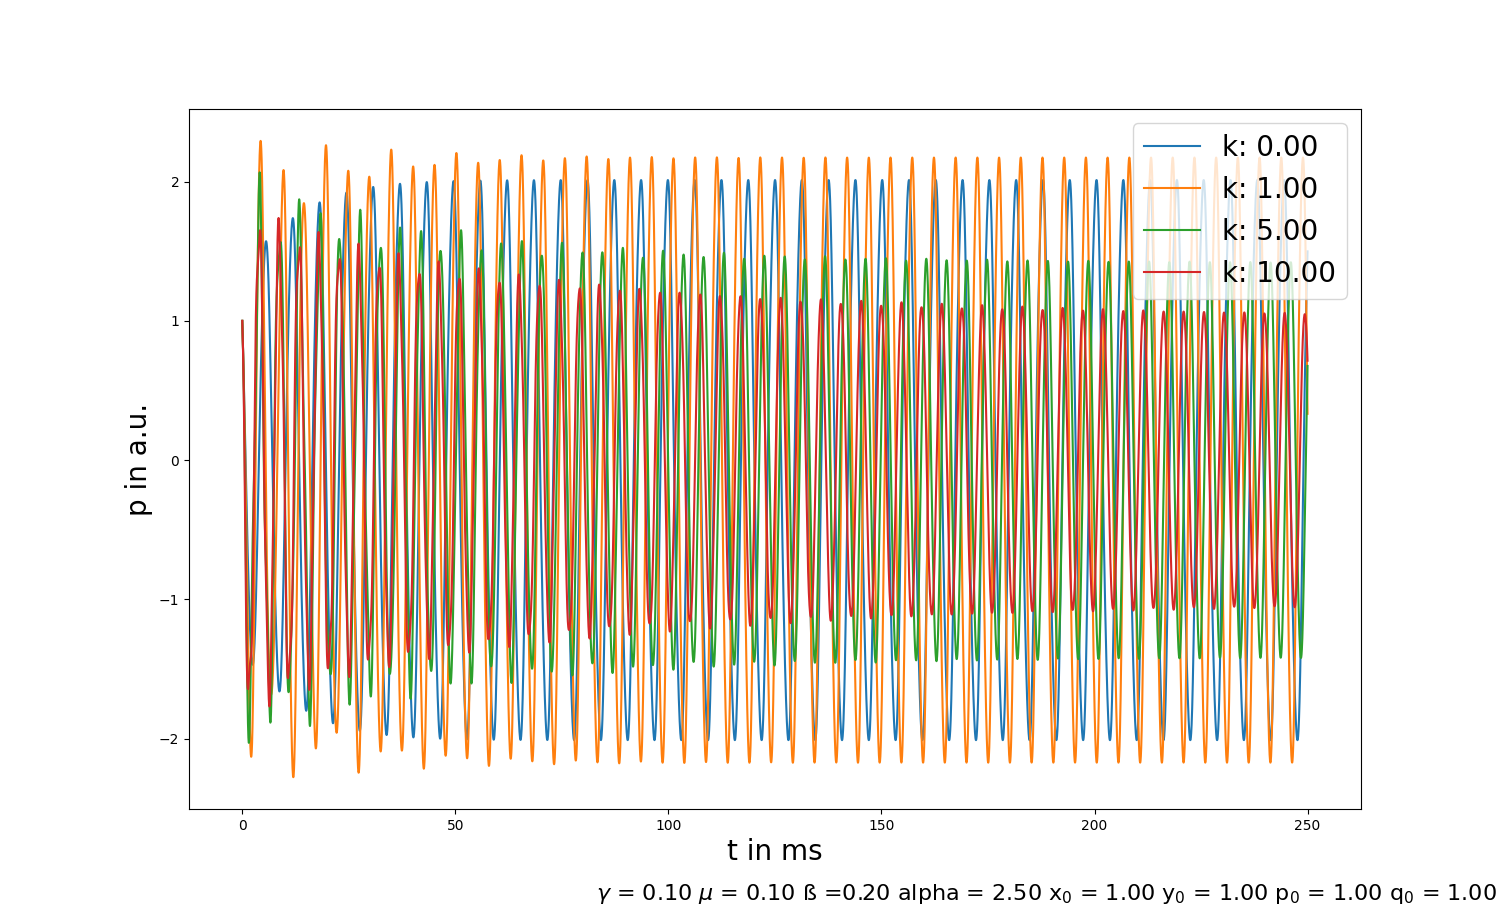 k: 0.00
k: 1.00
k: 5.00
k: 10.00
2
1
0
−1
−2
p in a.u.
0 50 100 150 200 250
t in ms
γ = 0.10 μ = 0.10 ß =0.20 alpha = 2.50 x₀ = 1.00 y₀ = 1.00 p₀ = 1.00 q₀ = 1.00